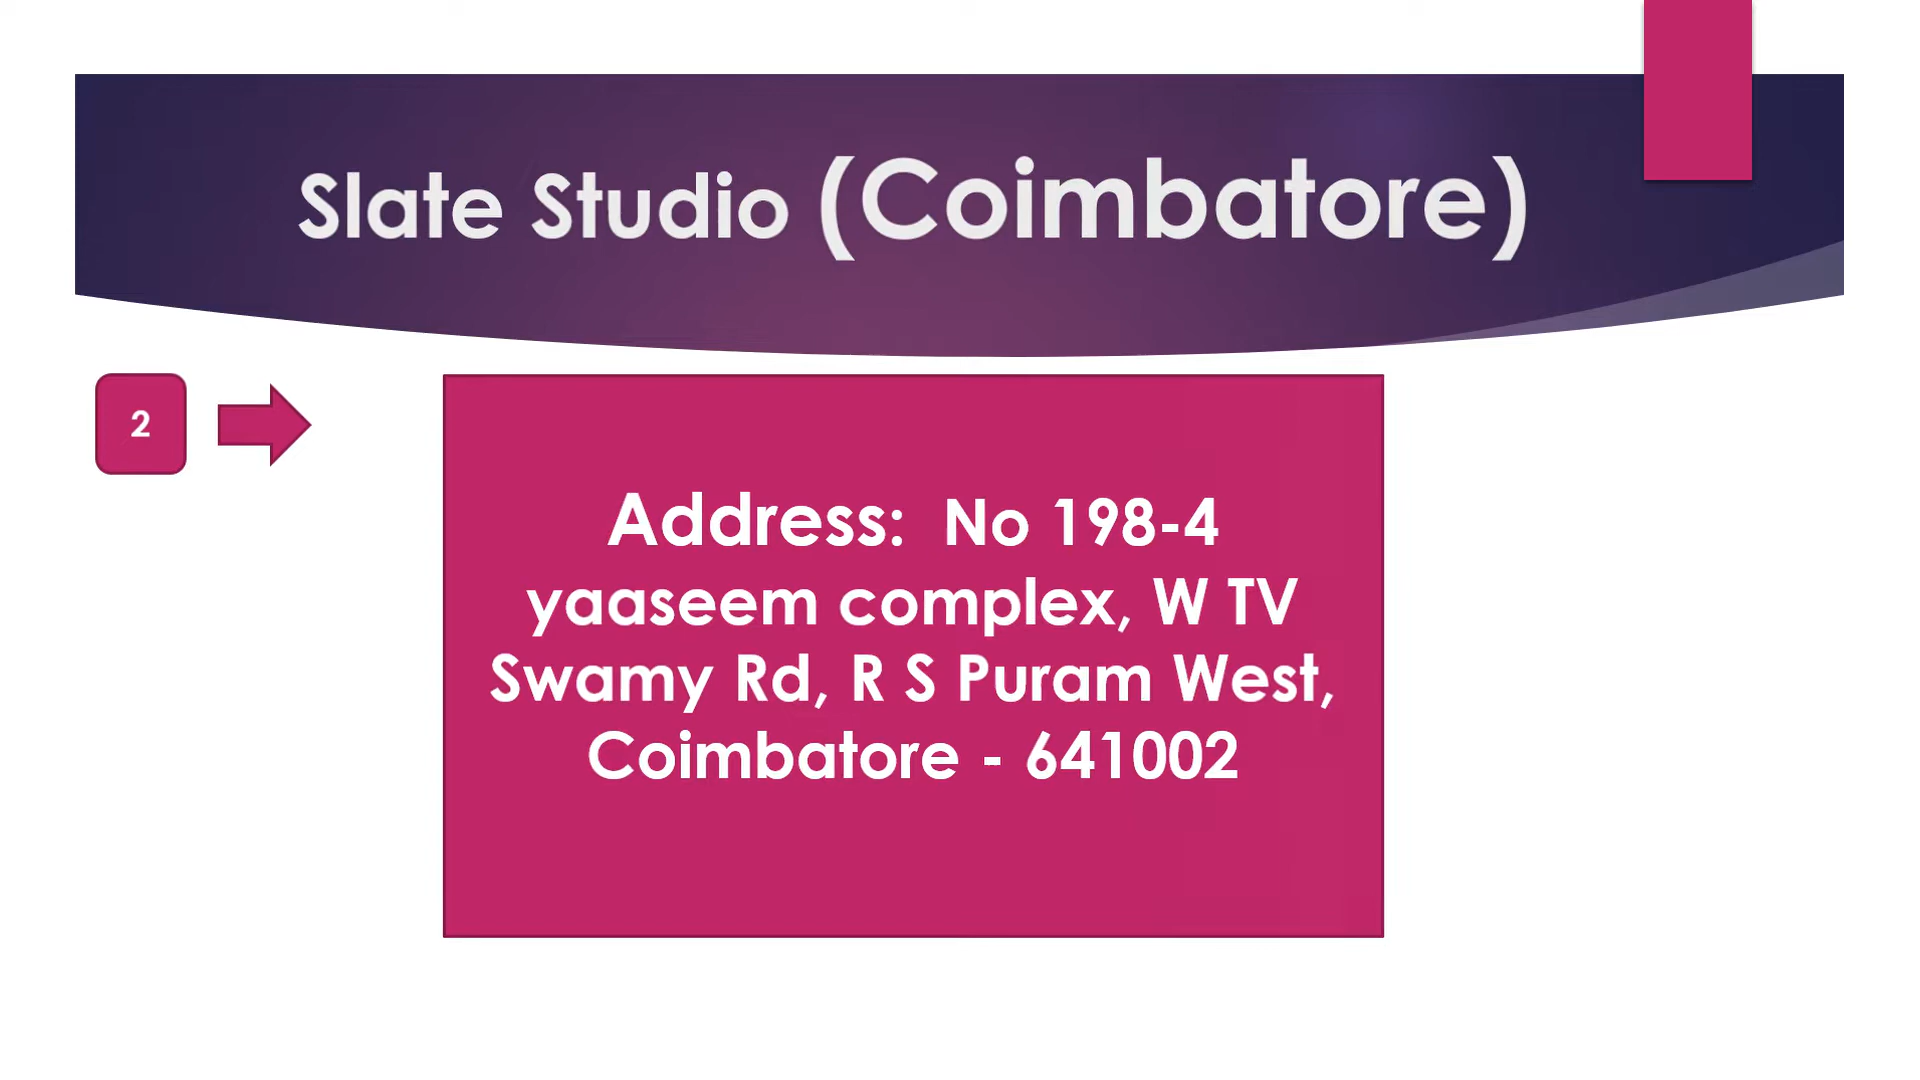 Slate Studio (Coimbatore)
2
Address: No 198-4
yaaseem complex, W TV
Swamy Rd, R S Puram West,
Coimbatore - 641002